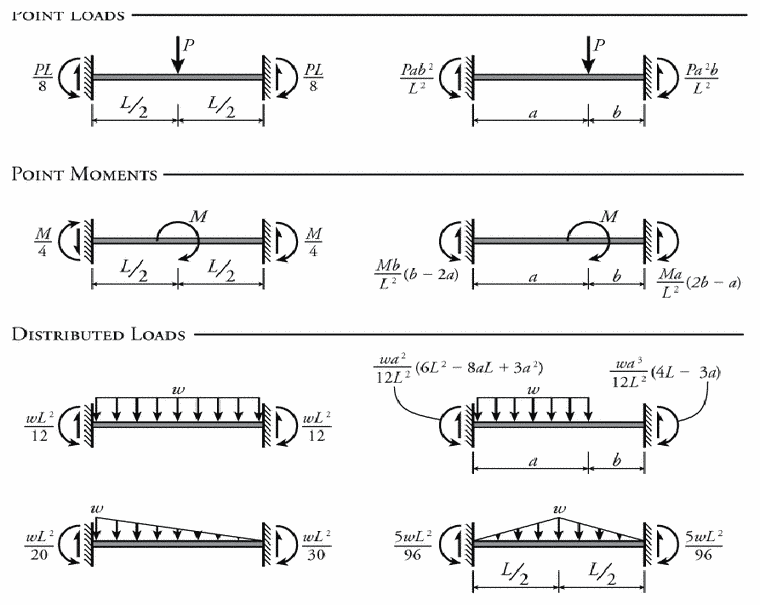 POINT LOADS
P
PL/8
L/2
L/2
PL/8
P
Pab²/L²
a
b
Pa²b/L²
POINT MOMENTS
M
M/4
L/2
L/2
M/4
M
Mb/L² (b − 2a)
a
b
Ma/L² (2b − a)
DISTRIBUTED LOADS
w
wL²/12
wL²/12
wa²/12L² (6L² − 8aL + 3a²)
w
wa³/12L² (4L − 3a)
a
b
w
wL²/20
wL²/30
w
5wL²/96
5wL²/96
L/2
L/2